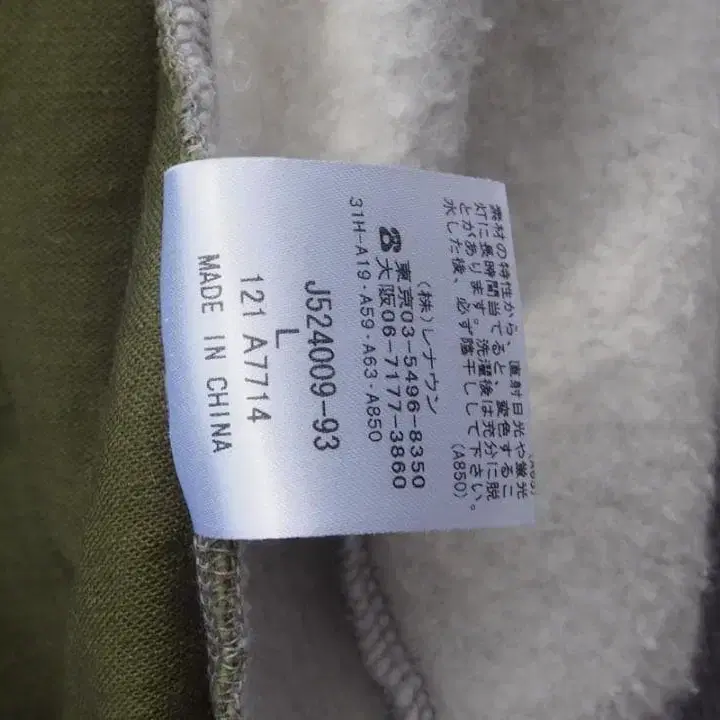 (A63)
素材の特性から、直射日光や蛍光
灯に長時間当てると、変色するこ
とがあります。洗濯後は充分に脱
水した後、必ず陰干しして下さい。
(A850)
(株)レナウン
☎東京03-5496-8350
大阪06-7177-3860
31H-A19・A59・A63・A850
J524009-93
L
121 A7714
MADE IN CHINA